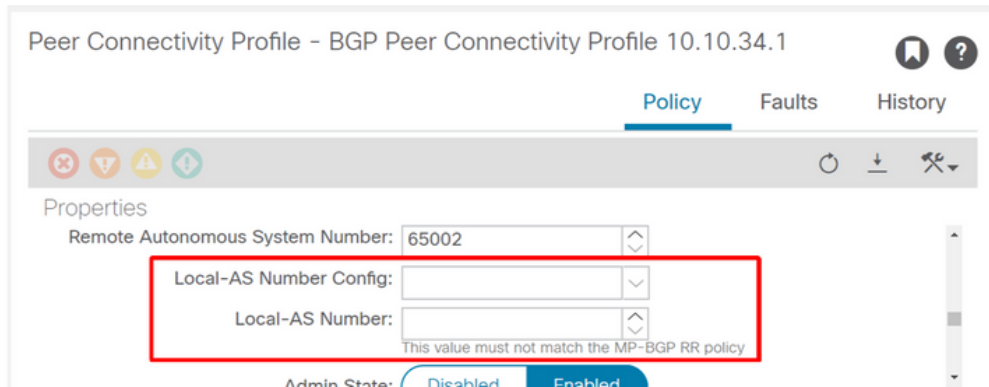 Peer Connectivity Profile - BGP Peer Connectivity Profile 10.10.34.1
?
Policy Faults History
Properties
Remote Autonomous System Number: 65002
Local-AS Number Config:
Local-AS Number:
This value must not match the MP-BGP RR policy
Admin State: Disabled Enabled